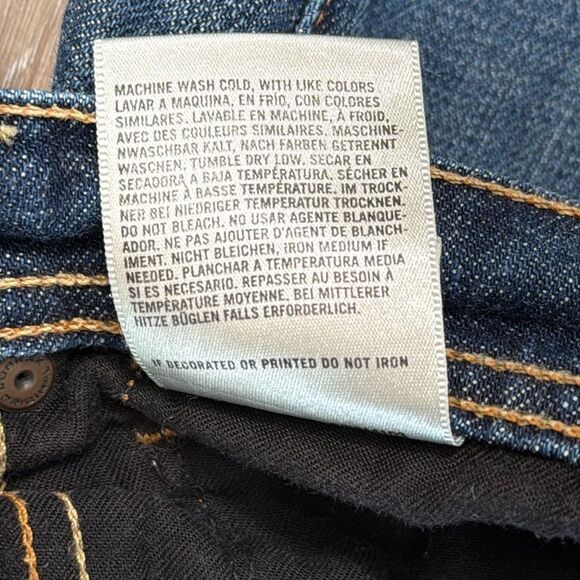 MACHINE WASH COLD, WITH LIKE COLORS
LAVAR A MAQUINA, EN FRÍO, CON COLORES
SIMILARES. LAVABLE EN MACHINE, À FROID,
AVEC DES COULEURS SIMILAIRES. MASCHINE-
NWASCHBAR KALT, NACH FARBEN GETRENNT
WASCHEN. TUMBLE DRY LOW. SECAR EN
SECADORA A BAJA TEMPERATURA. SÉCHER EN
MACHINE À BASSE TEMPÉRATURE. IM TROCK-
NER BEI NIEDRIGER TEMPERATUR TROCKNEN.
DO NOT BLEACH. NO USAR AGENTE BLANQUE-
ADOR. NE PAS AJOUTER D'AGENT DE BLANCH-
IMENT. NICHT BLEICHEN, IRON MEDIUM IF
NEEDED. PLANCHAR A TEMPERATURA MEDIA
SI ES NECESARIO. REPASSER AU BESOIN À
TEMPÉRATURE MOYENNE. BEI MITTLERER
HITZE BÜGLEN FALLS ERFORDERLICH.
IF DECORATED OR PRINTED DO NOT IRON